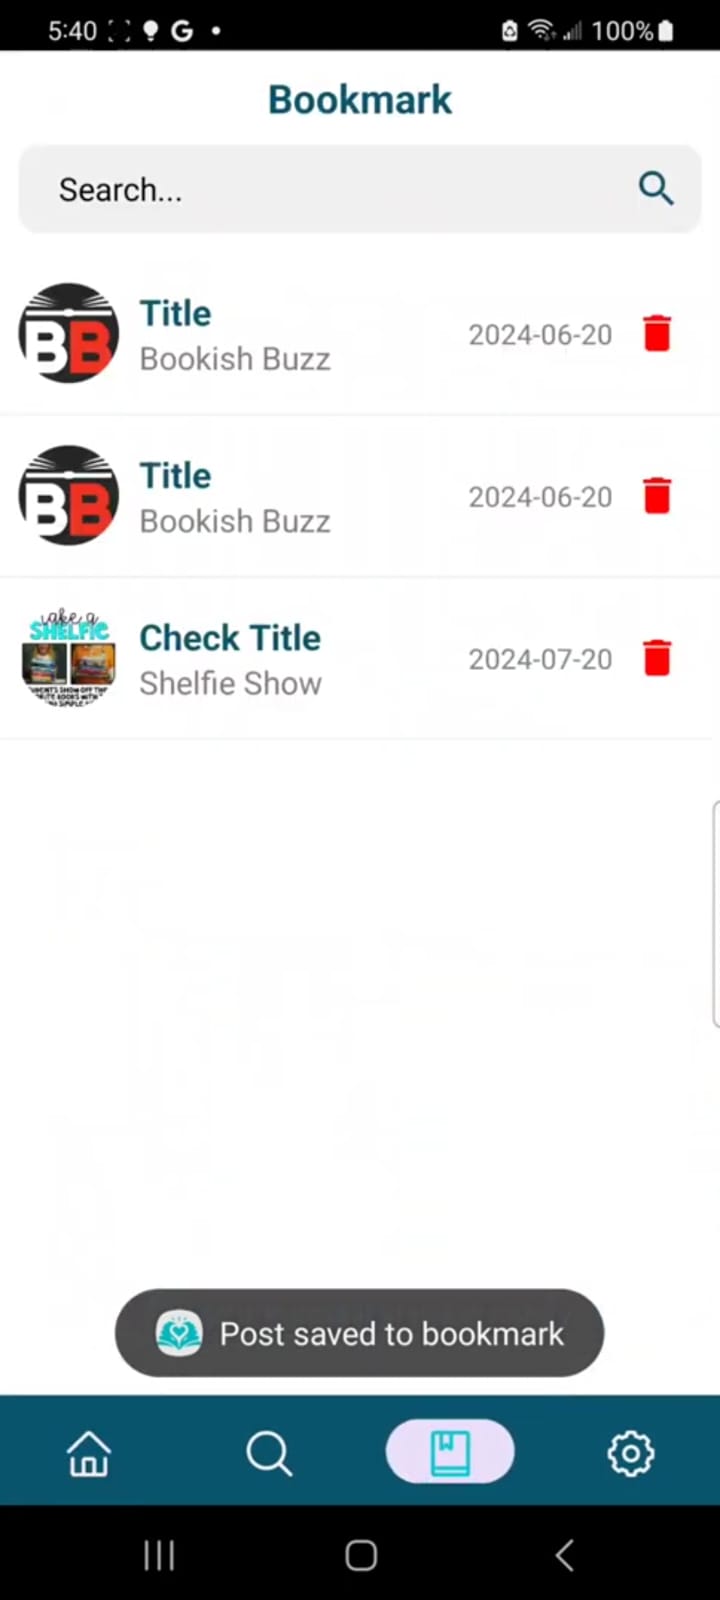 5:40 G 100%
Bookmark
Search...
BB
Title
Bookish Buzz
2024-06-20
BB
Title
Bookish Buzz
2024-06-20
take a
SHELFIE
Check Title
Shelfie Show
2024-07-20
Post saved to bookmark